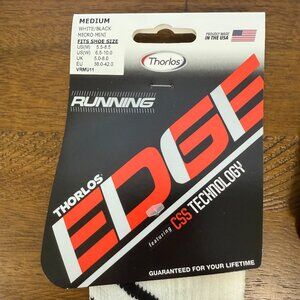 MEDIUM
WHITE/BLACK
MICRO-MINI
FITS SHOE SIZE
US(M) 5.5-8.5
US(W) 6.5-10.0
UK 5.0-8.0
EU 38.0-42.0
VRMU11
Thorlos
PROUDLY MADE
IN THE USA
RUNNING
THORLOS
EDGE
featuring CSS TECHNOLOGY
GUARANTEED FOR YOUR LIFETIME